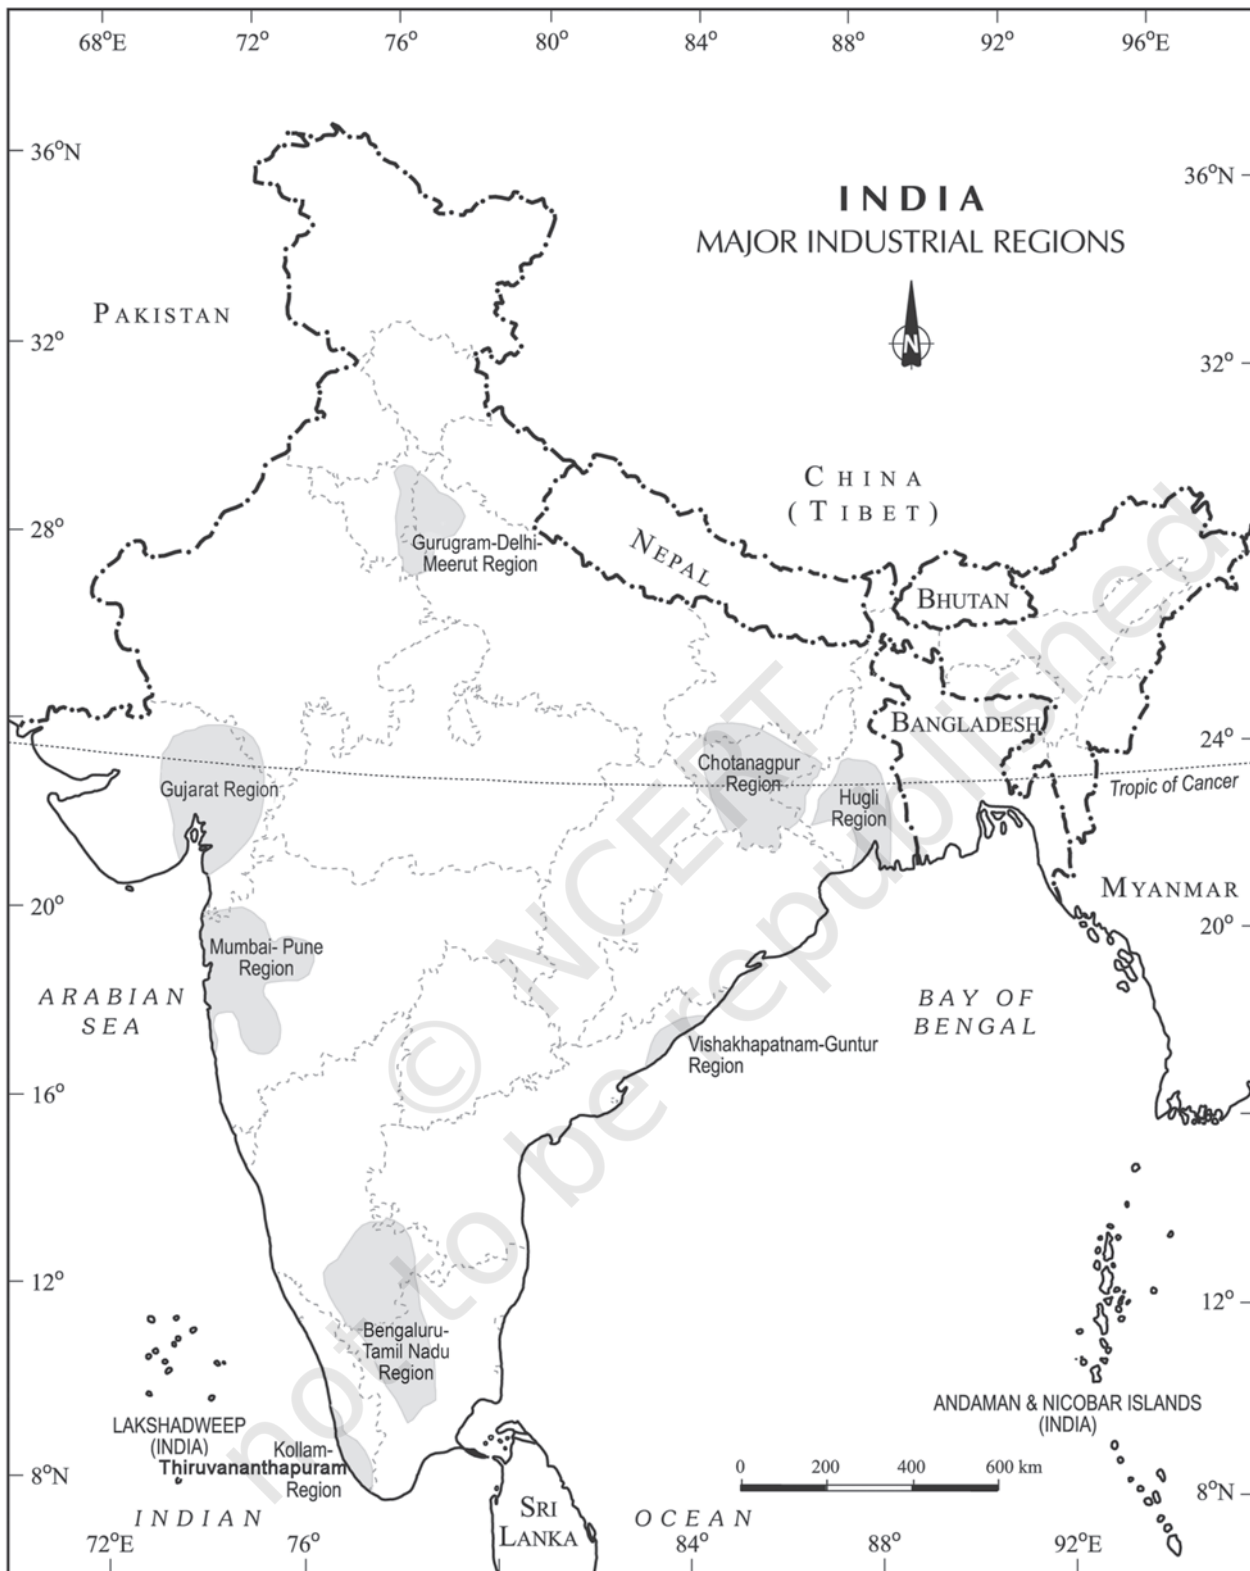 68°E 72° 76° 80° 84° 88° 92° 96°E
36°N
36°N
INDIA
MAJOR INDUSTRIAL REGIONS
N
PAKISTAN
32°
32°
CHINA
(TIBET)
28°
Gurugram-Delhi-
Meerut Region
NEPAL
BHUTAN
BANGLADESH
24°
Tropic of Cancer
Gujarat Region
Chotanagpur
Region
Hugli
Region
MYANMAR
20°
20°
Mumbai- Pune
Region
ARABIAN
SEA
BAY OF
BENGAL
Vishakhapatnam-Guntur
Region
16°
12°
12°
Bengaluru-
Tamil Nadu
Region
LAKSHADWEEP
(INDIA)
ANDAMAN & NICOBAR ISLANDS
(INDIA)
Kollam-
Thiruvananthapuram
Region
8°N
8°N
0 200 400 600 km
SRI
LANKA
INDIAN OCEAN
72°E 76° 84° 88° 92°E
© NCERT
not to be republished